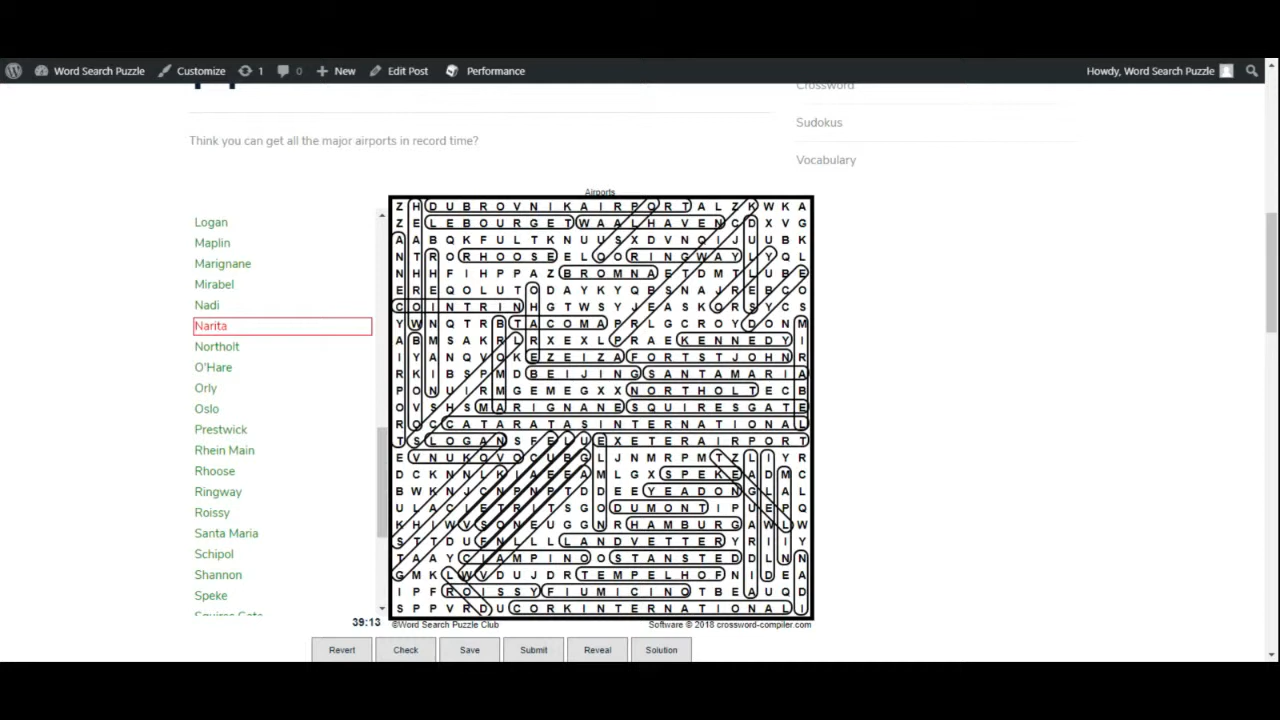 Word Search Puzzle Customize 1 0 New Edit Post Performance Howdy, Word Search Puzzle
Crossword
Think you can get all the major airports in record time?
Sudokus
Vocabulary
Airports
Logan
Maplin
Marignane
Mirabel
Nadi
Narita
Northolt
O'Hare
Orly
Oslo
Prestwick
Rhein Main
Rhoose
Ringway
Roissy
Santa Maria
Schipol
Shannon
Speke
Z H D U B R O V N I K A I R P O R T A L Z K W K A
Z E L E B O U R G E T W A A L H A V E N C D X V G
A A B Q K F U L T K N U U S X D V N Q I J U U B K
N T R O R H O O S E E L O O R I N G W A Y L Y Q L
N H H F I H P P A Z B R O M N A E T D M T L U B E
E R E Q O L U T O D A Y K Y Q B S N A J R E B C O
C O I N T R I N H G T W S Y J E A S K O R S Y C S
Y W N Q T R B T A C O M A P R L G C R O Y D O N M
A B M S A K R L R X E X L P R A E K E N N E D Y I
I Y A N Q V O K E Z E I Z A F O R T S T J O H N R
R K I B S P M D B E I J I N G S A N T A M A R I A
P O N U I R M G E M E G X X N O R T H O L T E C B
O V S H S M A R I G N A N E S Q U I R E S G A T E
R O C C A T A R A T A S I N T E R N A T I O N A L
T S L O G A N S F E L U E X E T E R A I R P O R T
E V N U K O V O C U B G L J N M R P M T Z L I Y R
D C K N N L K I A E E A M L G X S P E K E A D M C
B W K N J C N P N P T D D E E Y E A D O N G L A L
U L A C I E T R I T S G O D U M O N T I P U E P Q
K H I W V S O N E U G G N R H A M B U R G A W L W
S T T D U F N L L L L A N D V E T T E R Y R I I Y
T A A Y C L A M P I N O O S T A N S T E D D L N N
G M K L W V D U J D R T E M P E L H O F N I D E A
I P F R O I S S Y F I U M I C I N O T B E A U Q D
S P P V R D U C O R K I N T E R N A T I O N A L I
39:13 ©Word Search Puzzle Club Software © 2018 crossword-compiler.com
Revert Check Save Submit Reveal Solution